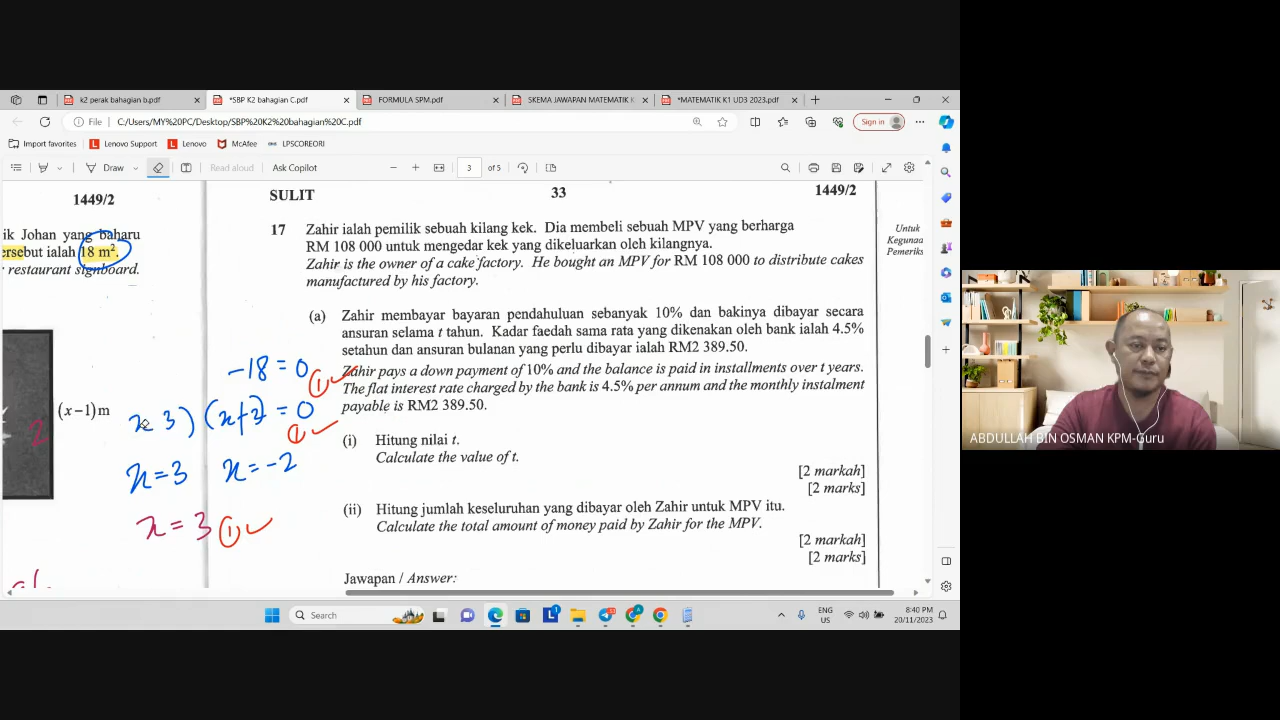 k2 perak bahagian b.pdf
*SBP K2 bahagian C.pdf
FORMULA SPM.pdf
SKEMA JAWAPAN MATEMATIK K
*MATEMATIK K1 UD3 2023.pdf
File
C:/Users/MY%20PC/Desktop/SBP%20K2%20bahagian%20C.pdf
Sign in
Import favorites
Lenovo Support
Lenovo
McAfee
LPSCOREORI
Draw
Read aloud
Ask Copilot
3 of 5
1449/2
ik Johan yang baharu
ersebut ialah 18 m².
restaurant signboard.
(x−1)m
2
SULIT
33
1449/2
Untuk
Kegunaa
Pemeriks
17 Zahir ialah pemilik sebuah kilang kek. Dia membeli sebuah MPV yang berharga
RM 108 000 untuk mengedar kek yang dikeluarkan oleh kilangnya.
Zahir is the owner of a cake factory. He bought an MPV for RM 108 000 to distribute cakes
manufactured by his factory.
(a) Zahir membayar bayaran pendahuluan sebanyak 10% dan bakinya dibayar secara
ansuran selama t tahun. Kadar faedah sama rata yang dikenakan oleh bank ialah 4.5%
setahun dan ansuran bulanan yang perlu dibayar ialah RM2 389.50.
Zahir pays a down payment of 10% and the balance is paid in installments over t years.
The flat interest rate charged by the bank is 4.5% per annum and the monthly instalment
payable is RM2 389.50.
(i) Hitung nilai t.
Calculate the value of t.
[2 markah]
[2 marks]
(ii) Hitung jumlah keseluruhan yang dibayar oleh Zahir untuk MPV itu.
Calculate the total amount of money paid by Zahir for the MPV.
[2 markah]
[2 marks]
Jawapan / Answer:
-18 = 0
1
x 3) (x+2) = 0
1
x = 3 x = -2
x = 3 1
Search
ENG
US
8:40 PM
20/11/2023
ABDULLAH BIN OSMAN KPM-Guru